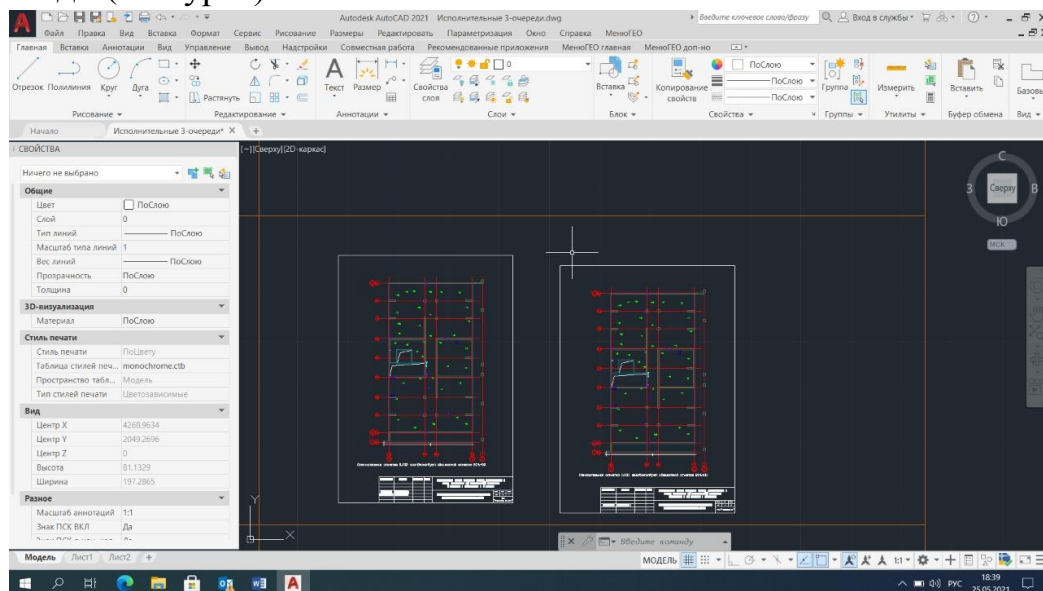 Autodesk AutoCAD 2021 Исполнительные 3-очереди.dwg
Введите ключевое слово/фразу
Вход в службы
Файл Правка Вид Вставка Формат Сервис Рисование Размеры Редактировать Параметризация Окно Справка МенюГЕО
Главная Вставка Аннотации Вид Управление Вывод Надстройки Совместная работа Рекомендованные приложения МенюГЕО главная МенюГЕО доп-но
Отрезок Полилиния Круг Дуга
Растянуть
Текст Размер
Свойства слоя
0
Вставка
Копирование свойств
ПоСлою
ПоСлою
ПоСлою
Группа
Измерить
Вставить
Рисование
Редактирование
Аннотации
Слои
Блок
Свойства
Группы
Утилиты
Буфер обмена
Вид
Начало Исполнительные 3-очереди*
СВОЙСТВА
[−][Сверху][2D-каркас]
Ничего не выбрано
Общие
Цвет ПоСлою
Слой 0
Тип линий ПоСлою
Масштаб типа линий 1
Вес линий ПоСлою
Прозрачность ПоСлою
Толщина 0
3D-визуализация
Материал ПоСлою
Стиль печати
Стиль печати ПоЦвету
Таблица стилей печ... monochrome.ctb
Пространство табл... Модель
Тип стилей печати Цветозависимые
Вид
Центр X 4268.9634
Центр Y 2049.2696
Центр Z 0
Высота 81.1329
Ширина 197.2865
Разное
Масштаб аннотаций 1:1
Знак ПСК ВКЛ Да
С
З Сверху В
Ю
МСК
Y
X
Введите команду
Модель Лист1 Лист2 +
МОДЕЛЬ
1:1
РУС
18:39
25.05.2021